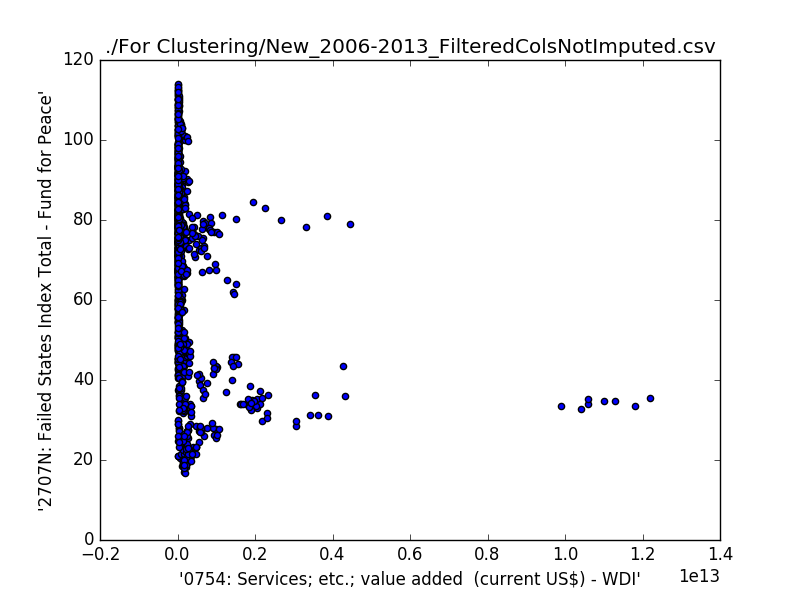 ./For Clustering/New_2006-2013_FilteredColsNotImputed.csv
120
100
80
60
40
20
0
'2707N: Failed States Index Total - Fund for Peace'
−0.2 0.0 0.2 0.4 0.6 0.8 1.0 1.2 1.4
1e13
'0754: Services; etc.; value added  (current US$) - WDI'